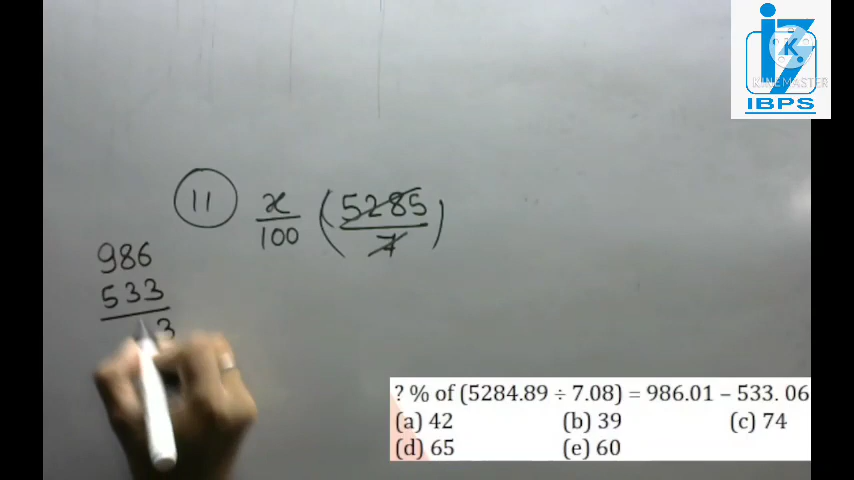 i7
K
KINEMASTER
IBPS
11 x/100 (5285/7)
986
533
3
? % of (5284.89 ÷ 7.08) = 986.01 – 533. 06
(a) 42 (b) 39 (c) 74
(d) 65 (e) 60